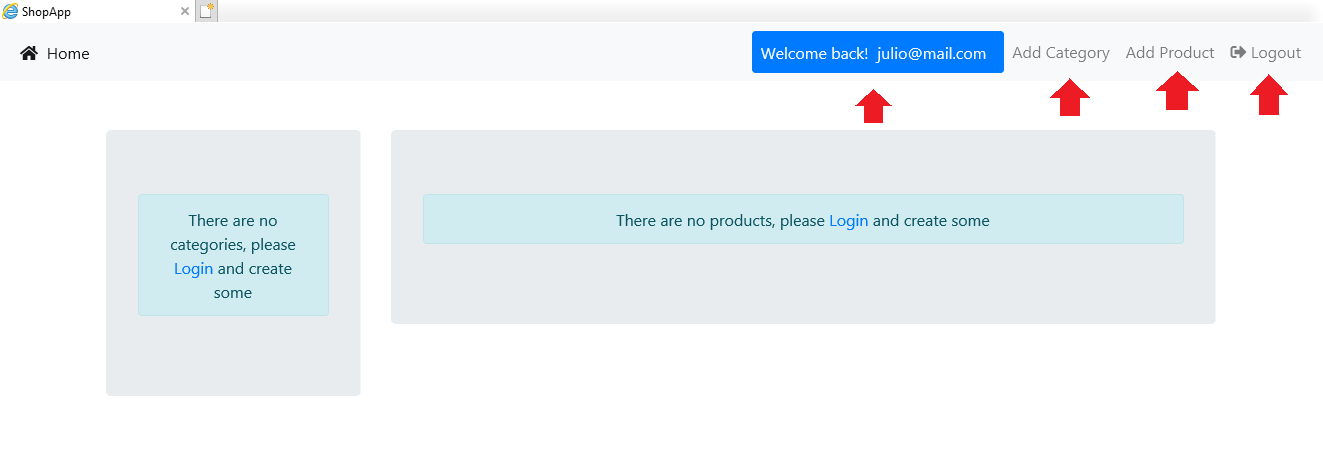 ShopApp
Home
Welcome back! julio@mail.com
Add Category
Add Product
Logout
There are no
categories, please
Login and create
some
There are no products, please Login and create some